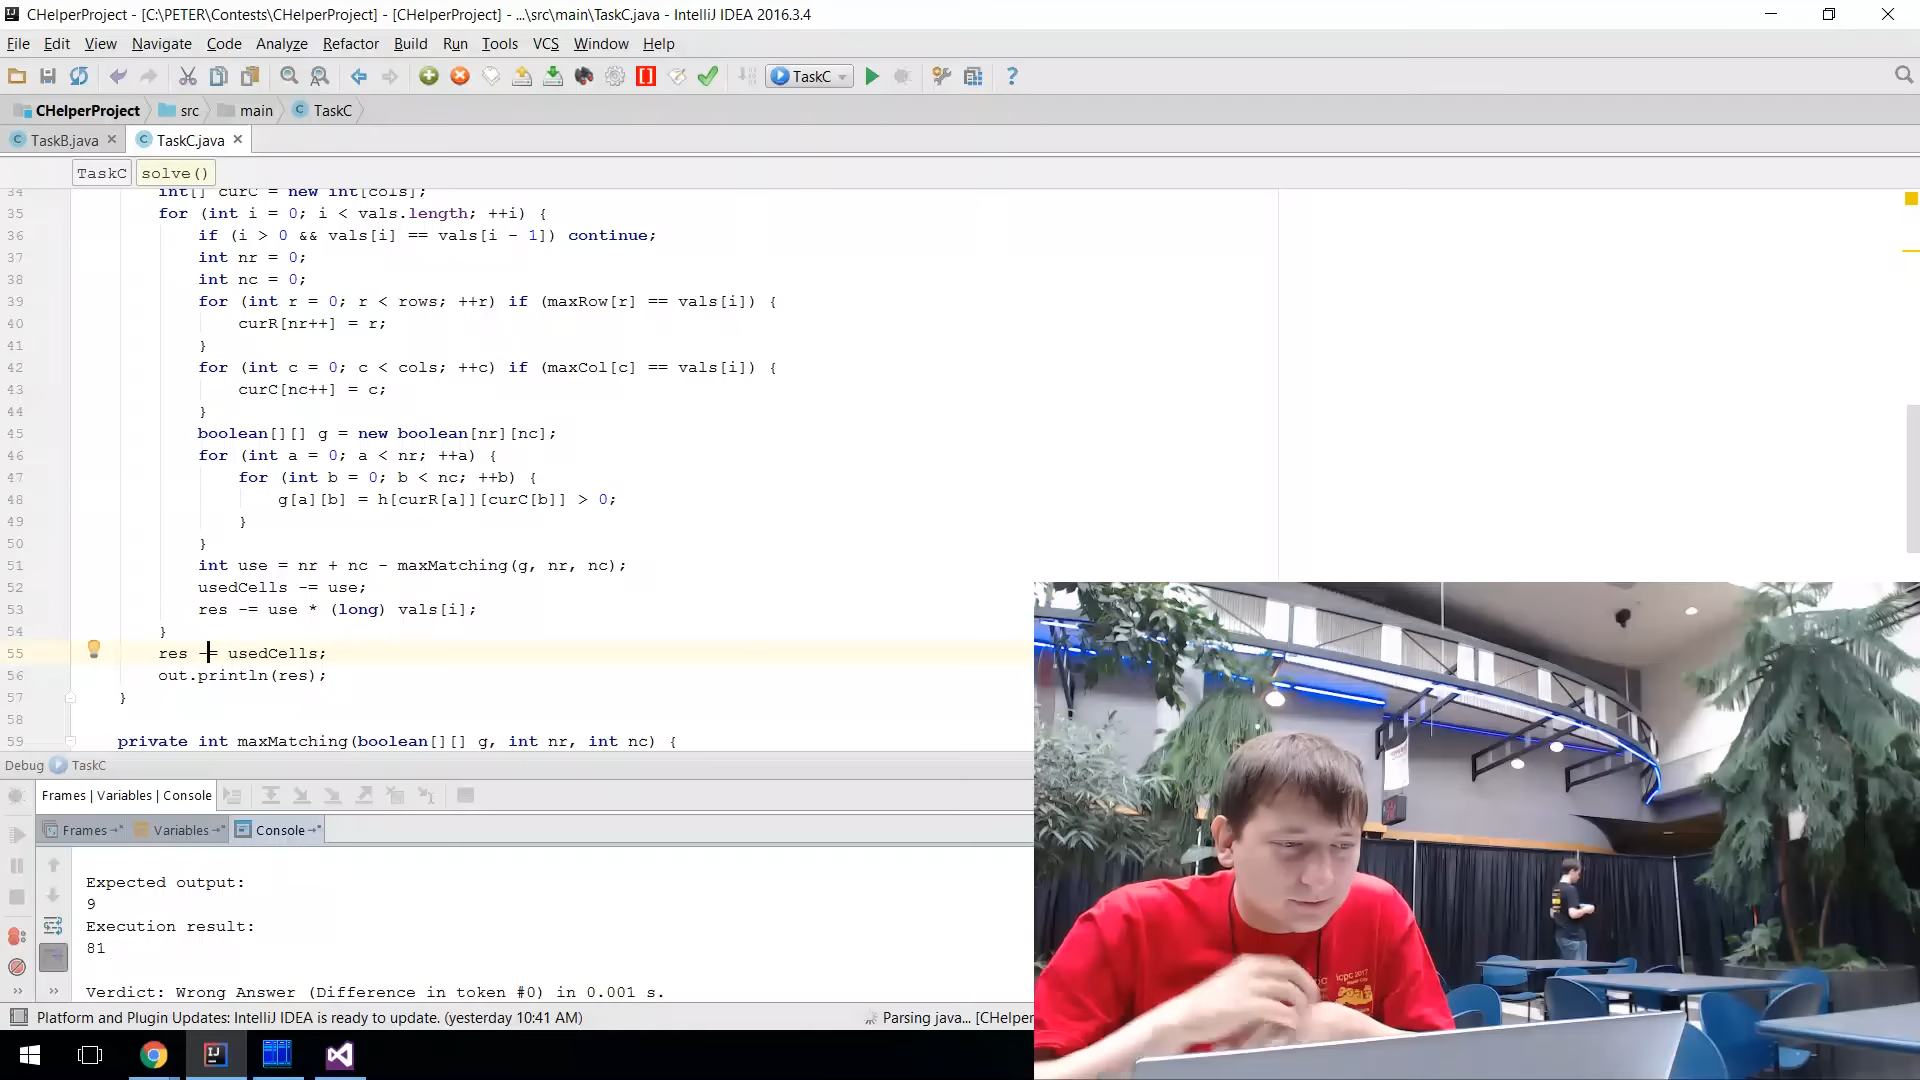 CHelperProject - [C:\PETER\Contests\CHelperProject] - [CHelperProject] - ...\src\main\TaskC.java - IntelliJ IDEA 2016.3.4
File Edit View Navigate Code Analyze Refactor Build Run Tools VCS Window Help
TaskC
CHelperProject src main TaskC
TaskB.java TaskC.java
TaskC solve()
34 int[] curC = new int[cols];
35 for (int i = 0; i < vals.length; ++i) {
36 if (i > 0 && vals[i] == vals[i - 1]) continue;
37 int nr = 0;
38 int nc = 0;
39 for (int r = 0; r < rows; ++r) if (maxRow[r] == vals[i]) {
40 curR[nr++] = r;
41 }
42 for (int c = 0; c < cols; ++c) if (maxCol[c] == vals[i]) {
43 curC[nc++] = c;
44 }
45 boolean[][] g = new boolean[nr][nc];
46 for (int a = 0; a < nr; ++a) {
47 for (int b = 0; b < nc; ++b) {
48 g[a][b] = h[curR[a]][curC[b]] > 0;
49 }
50 }
51 int use = nr + nc - maxMatching(g, nr, nc);
52 usedCells -= use;
53 res -= use * (long) vals[i];
54 }
55 res -= usedCells;
56 out.println(res);
57 }
58
59 private int maxMatching(boolean[][] g, int nr, int nc) {
Debug TaskC
Frames | Variables | Console
Frames Variables Console
Expected output:
9
Execution result:
81
Verdict: Wrong Answer (Difference in token #0) in 0.001 s.
Platform and Plugin Updates: IntelliJ IDEA is ready to update. (yesterday 10:41 AM) Parsing java... [CHelper
icpc 2017